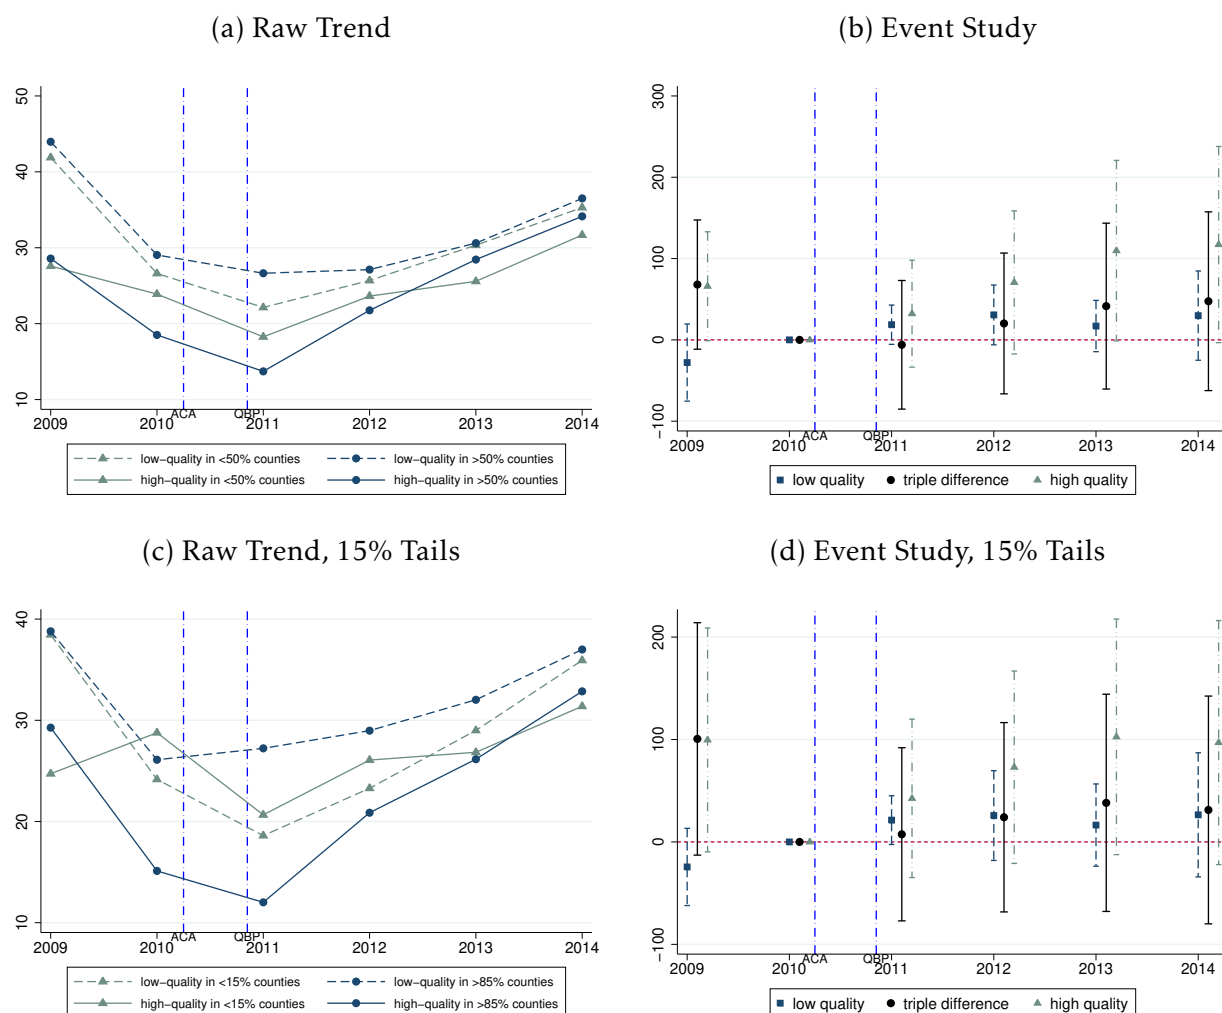 (a) Raw Trend
50
40
30
20
10
2009 2010 2011 2012 2013 2014
ACA QBP
low−quality in <50% counties low−quality in >50% counties
high−quality in <50% counties high−quality in >50% counties
(b) Event Study
300
200
100
0
−100
2009 2010 2011 2012 2013 2014
ACA QBP
low quality triple difference high quality
(c) Raw Trend, 15% Tails
40
30
20
10
2009 2010 2011 2012 2013 2014
ACA QBP
low−quality in <15% counties low−quality in >85% counties
high−quality in <15% counties high−quality in >85% counties
(d) Event Study, 15% Tails
200
100
0
−100
2009 2010 2011 2012 2013 2014
ACA QBP
low quality triple difference high quality